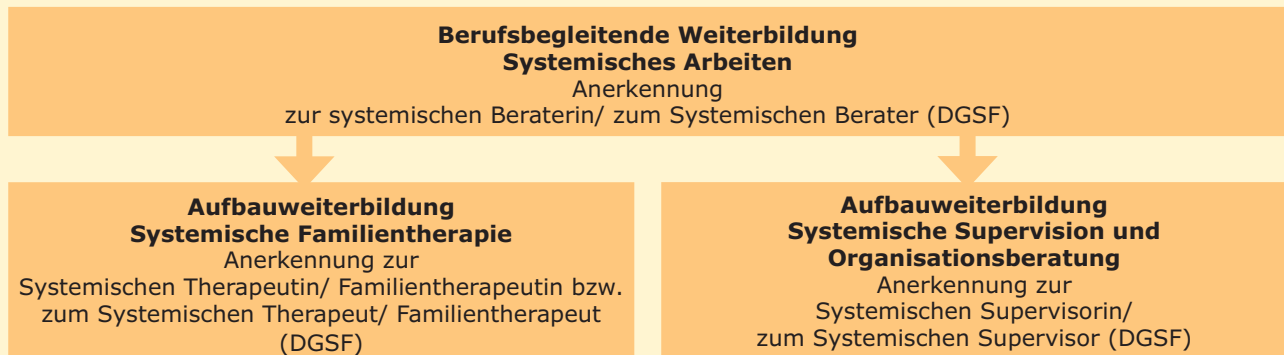 Berufsbegleitende Weiterbildung
Systemisches Arbeiten
Anerkennung
zur systemischen Beraterin/ zum Systemischen Berater (DGSF)
Aufbauweiterbildung
Systemische Familientherapie
Anerkennung zur
Systemischen Therapeutin/ Familientherapeutin bzw.
zum Systemischen Therapeut/ Familientherapeut
(DGSF)
Aufbauweiterbildung
Systemische Supervision und
Organisationsberatung
Anerkennung zur
Systemischen Supervisorin/
zum Systemischen Supervisor (DGSF)